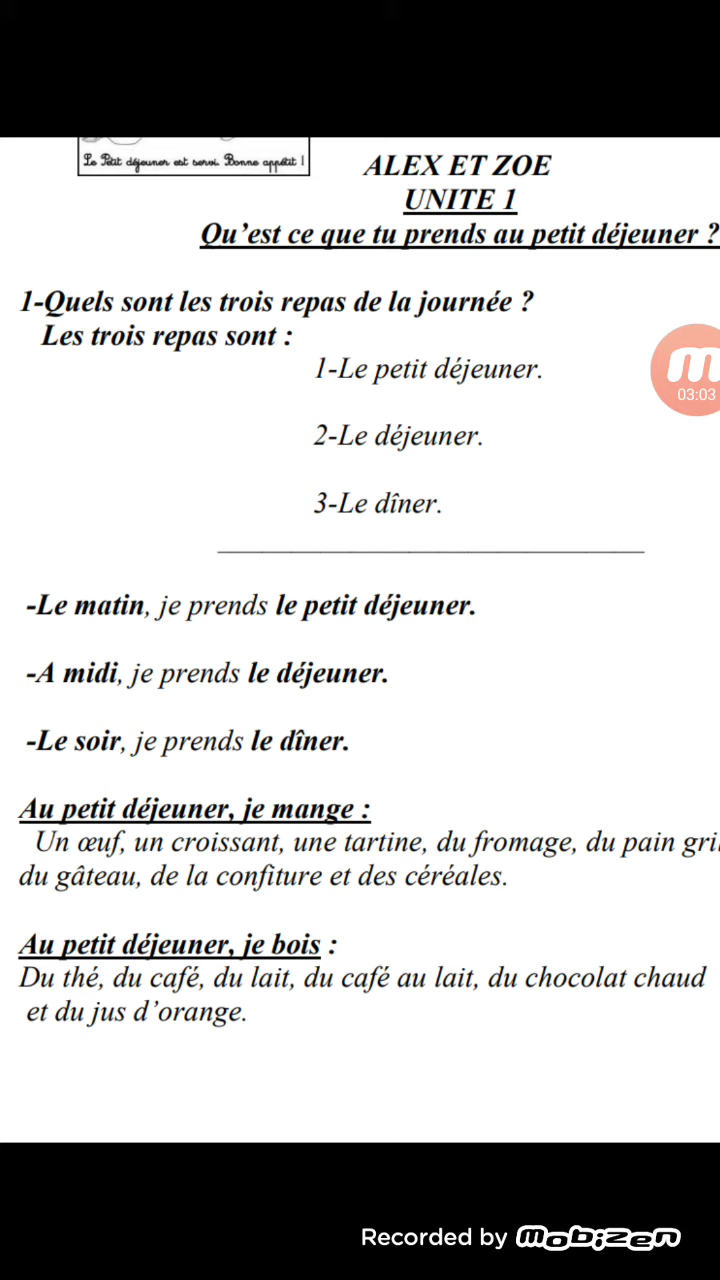 Le Petit déjeuner est servi. Bonne appétit !
ALEX ET ZOE
UNITE 1
Qu’est ce que tu prends au petit déjeuner ?
1-Quels sont les trois repas de la journée ?
Les trois repas sont :
1-Le petit déjeuner.
03:03
2-Le déjeuner.
3-Le dîner.
-Le matin, je prends le petit déjeuner.
-A midi, je prends le déjeuner.
-Le soir, je prends le dîner.
Au petit déjeuner, je mange :
Un œuf, un croissant, une tartine, du fromage, du pain
du gâteau, de la confiture et des céréales.
Au petit déjeuner, je bois :
Du thé, du café, du lait, du café au lait, du chocolat chaud
et du jus d’orange.
Recorded by Mobizen